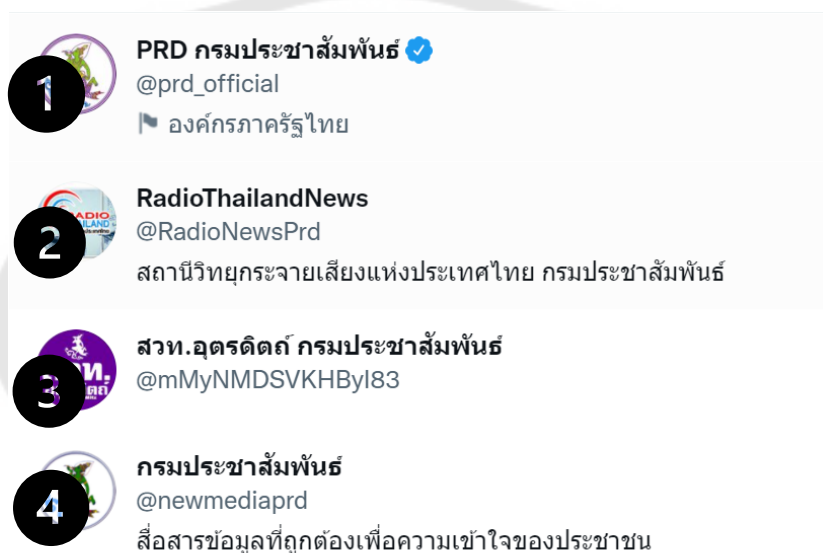 1
PRD กรมประชาสัมพันธ์
@prd_official
องค์กรภาครัฐไทย
2
RadioThailandNews
@RadioNewsPrd
สถานีวิทยุกระจายเสียงแห่งประเทศไทย กรมประชาสัมพันธ์
3
สวท.อุตรดิตถ์ กรมประชาสัมพันธ์
@mMyNMDSVKHByI83
4
กรมประชาสัมพันธ์
@newmediaprd
สื่อสารข้อมูลที่ถูกต้องเพื่อความเข้าใจของประชาชน